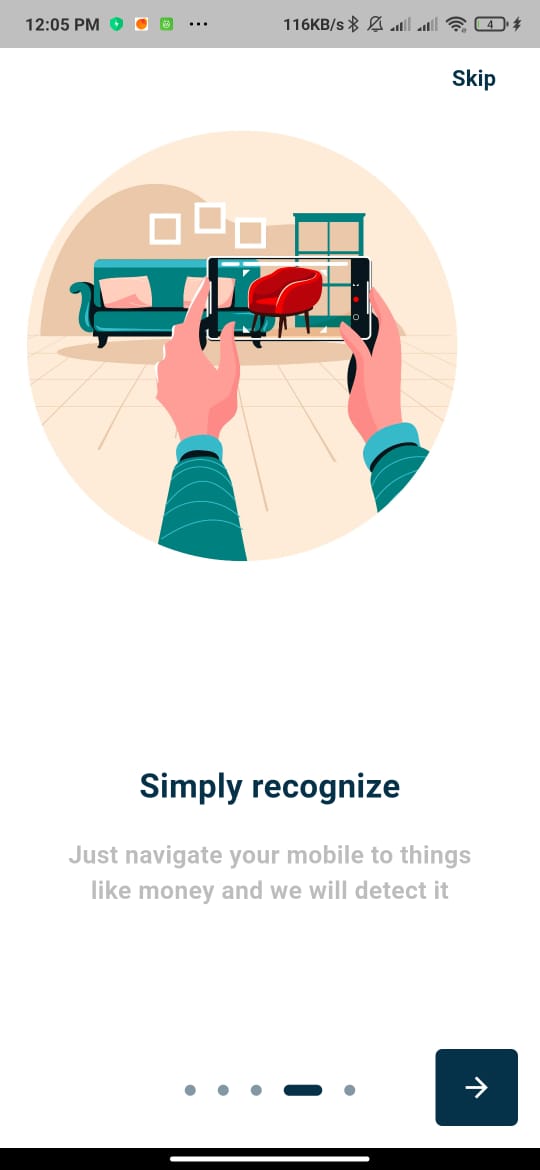 12:05 PM 116KB/s 4
Skip
Simply recognize
Just navigate your mobile to things
like money and we will detect it